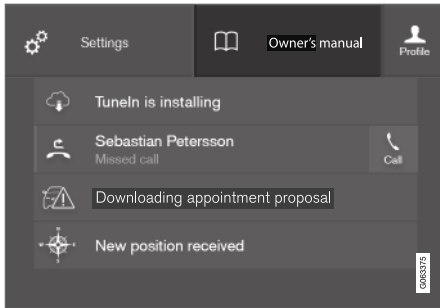 Settings
Owner's manual
Profile
TuneIn is installing
Sebastian Petersson
Missed call
Call
Downloading appointment proposal
New position received
G063375